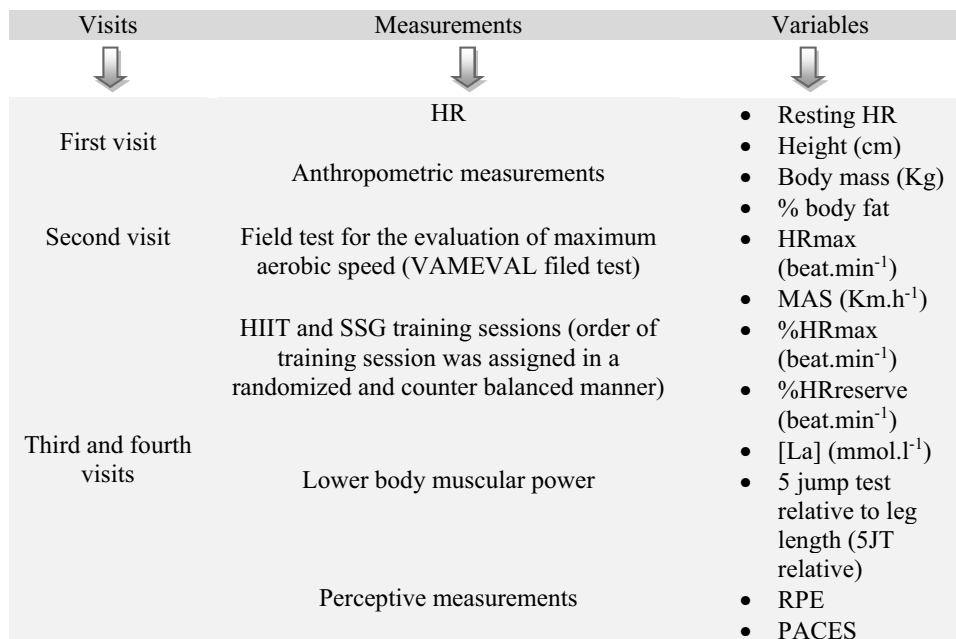 Visits Measurements Variables
First visit
HR
Anthropometric measurements
• Resting HR
• Height (cm)
• Body mass (Kg)
• % body fat
Second visit
Field test for the evaluation of maximum
aerobic speed (VAMEVAL filed test)
• HRmax
(beat.min⁻¹)
• MAS (Km.h⁻¹)
Third and fourth
visits
HIIT and SSG training sessions (order of
training session was assigned in a
randomized and counter balanced manner)
• %HRmax
(beat.min⁻¹)
• %HRreserve
(beat.min⁻¹)
• [La] (mmol.l⁻¹)
Lower body muscular power
• 5 jump test
relative to leg
length (5JT
relative)
Perceptive measurements
• RPE
• PACES